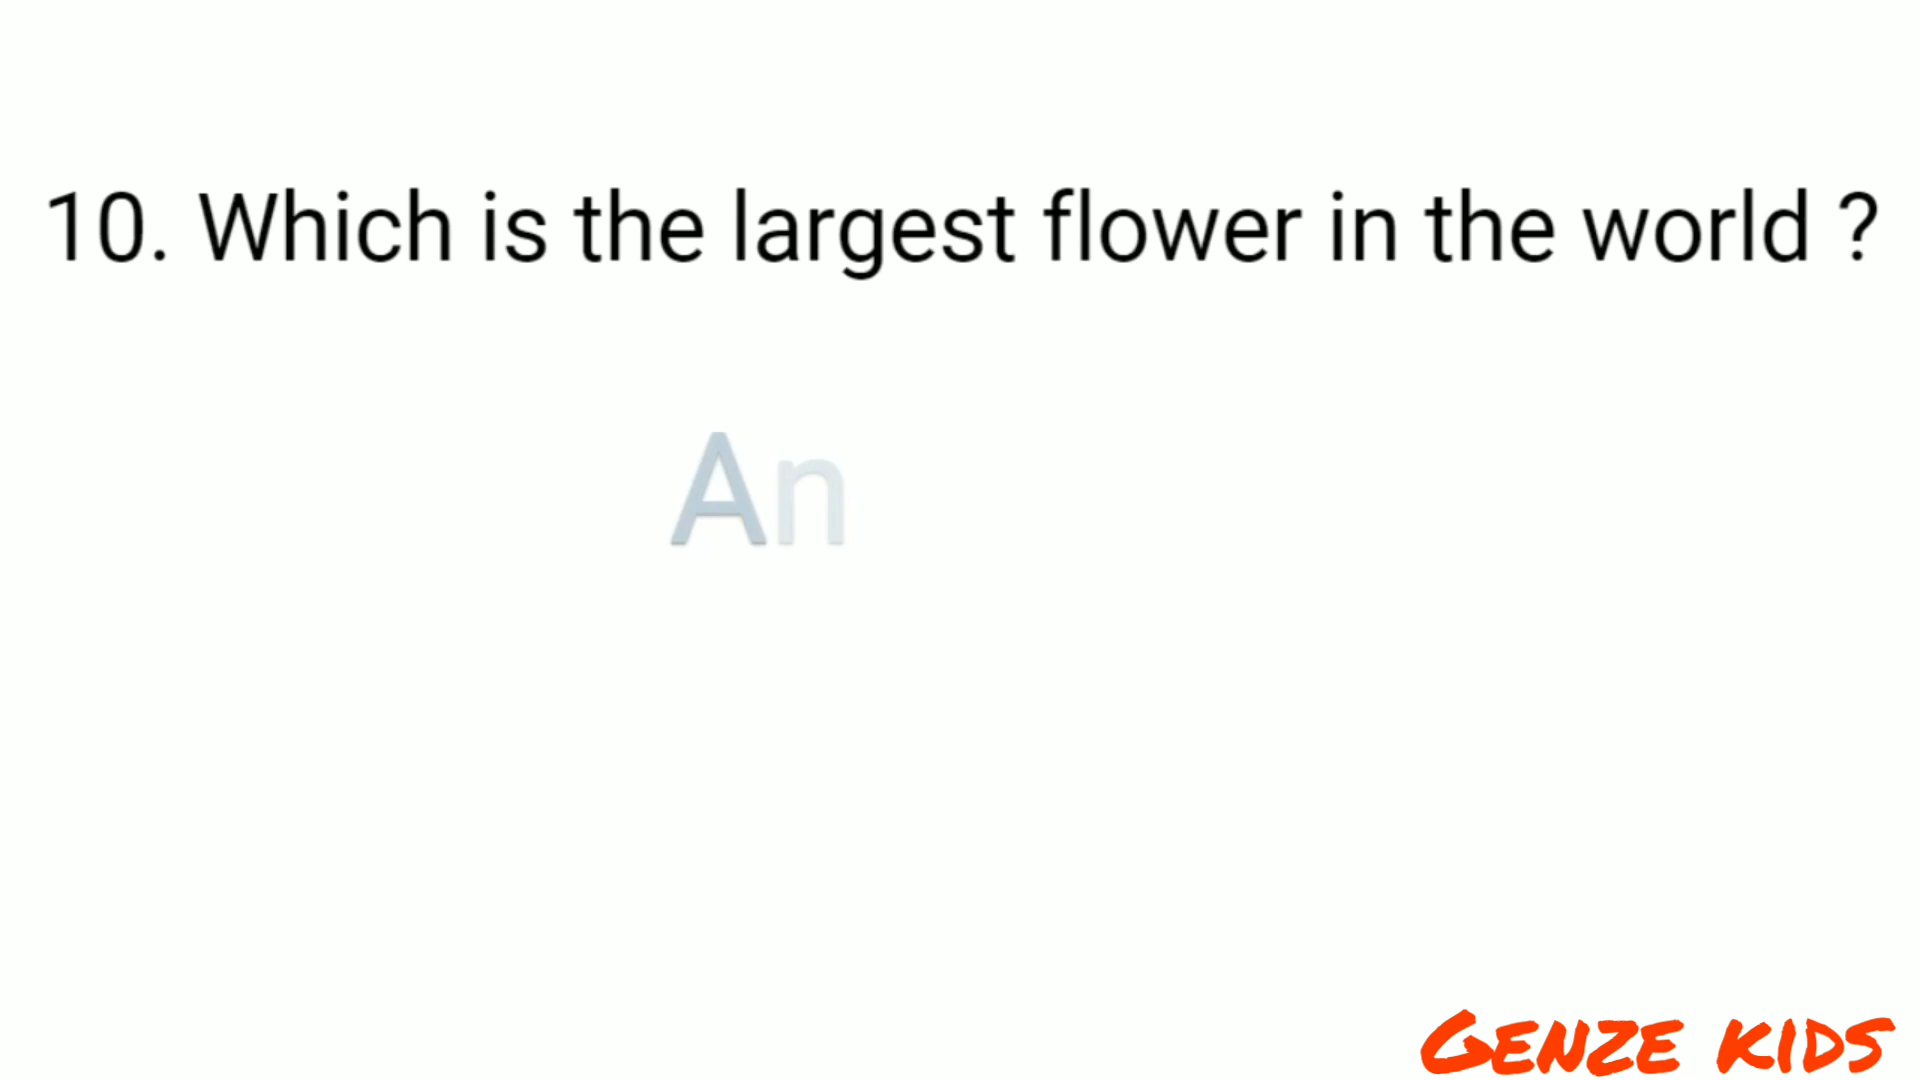 10. Which is the largest flower in the world ?
An
GENZE KIDS